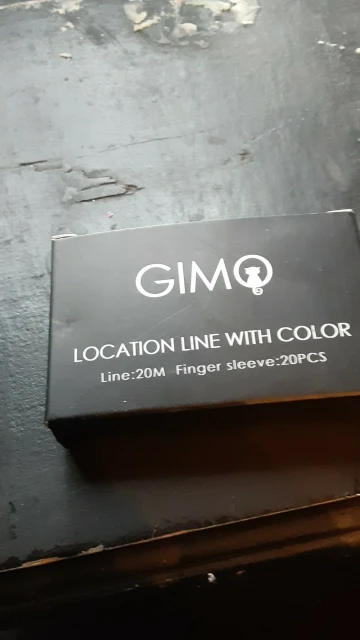 GIMO
LOCATION LINE WITH COLOR
Line:20M Finger sleeve:20PCS